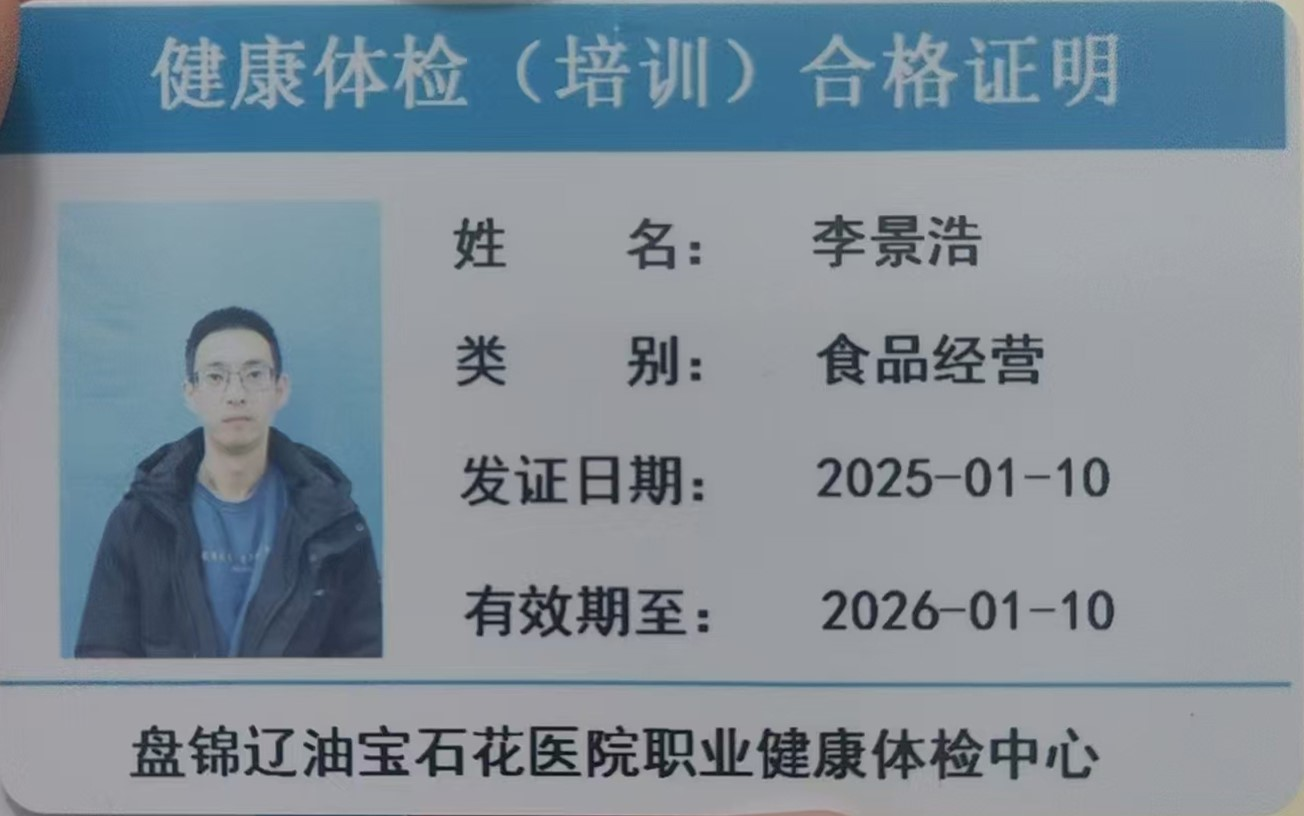 健康体检（培训）合格证明
姓 名： 李景浩
类 别： 食品经营
发证日期： 2025-01-10
有效期至： 2026-01-10
盘锦辽油宝石花医院职业健康体检中心